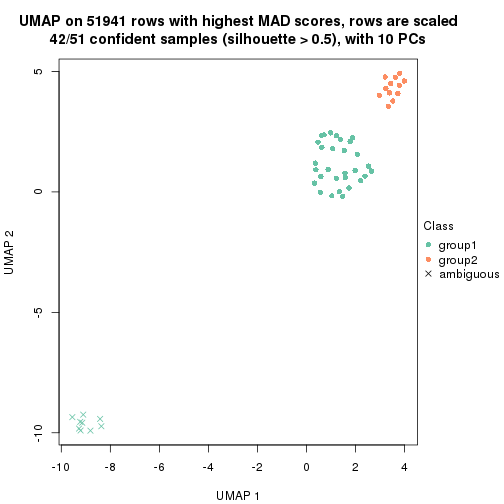 UMAP on 51941 rows with highest MAD scores, rows are scaled
42/51 confident samples (silhouette > 0.5), with 10 PCs
5
0
-5
-10
UMAP 2
-10
-8
-6
-4
-2
0
2
4
UMAP 1
Class
group1
group2
ambiguous